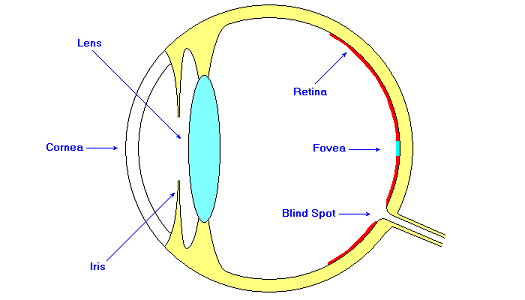 Lens
Retina
Cornea
Fovea
Blind Spot
Iris